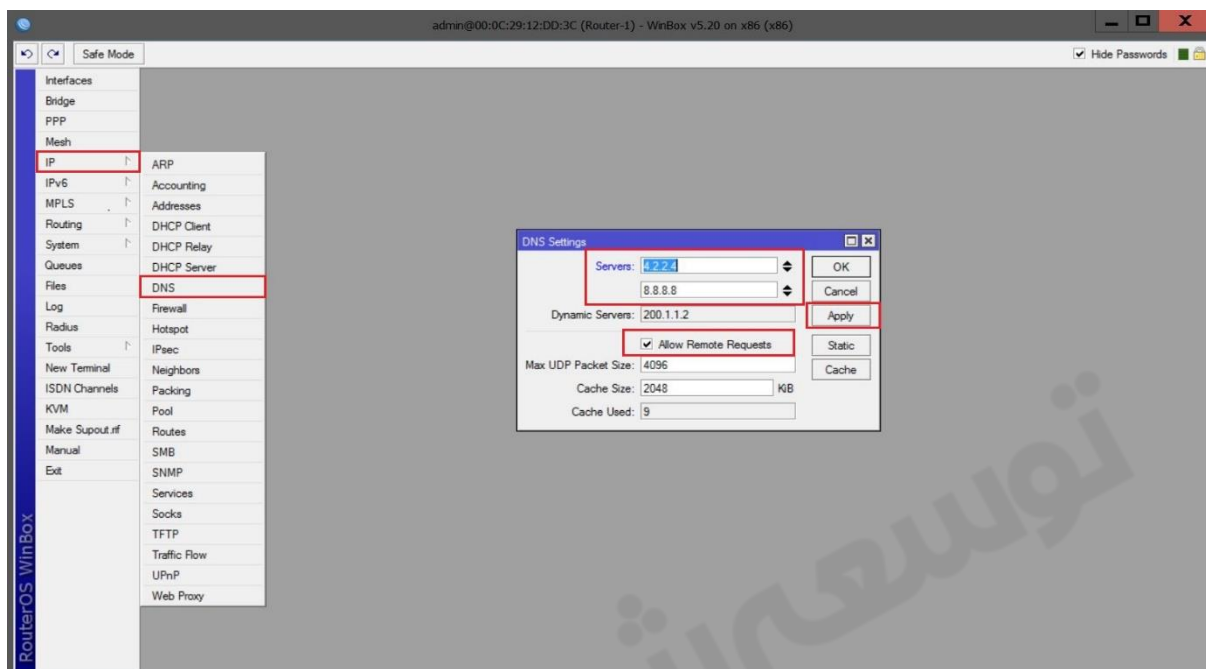 admin@00:0C:29:12:DD:3C (Router-1) - WinBox v5.20 on x86 (x86)
Safe Mode
Hide Passwords
Interfaces
Bridge
PPP
Mesh
IP
IPv6
MPLS
Routing
System
Queues
Files
Log
Radius
Tools
New Terminal
ISDN Channels
KVM
Make Supout.rif
Manual
Exit
ARP
Accounting
Addresses
DHCP Client
DHCP Relay
DHCP Server
DNS
Firewall
Hotspot
IPsec
Neighbors
Packing
Pool
Routes
SMB
SNMP
Services
Socks
TFTP
Traffic Flow
UPnP
Web Proxy
DNS Settings
Servers: 4.2.2.4
8.8.8.8
Dynamic Servers: 200.1.1.2
Allow Remote Requests
Max UDP Packet Size: 4096
Cache Size: 2048 KiB
Cache Used: 9
OK
Cancel
Apply
Static
Cache
RouterOS WinBox
توسعه